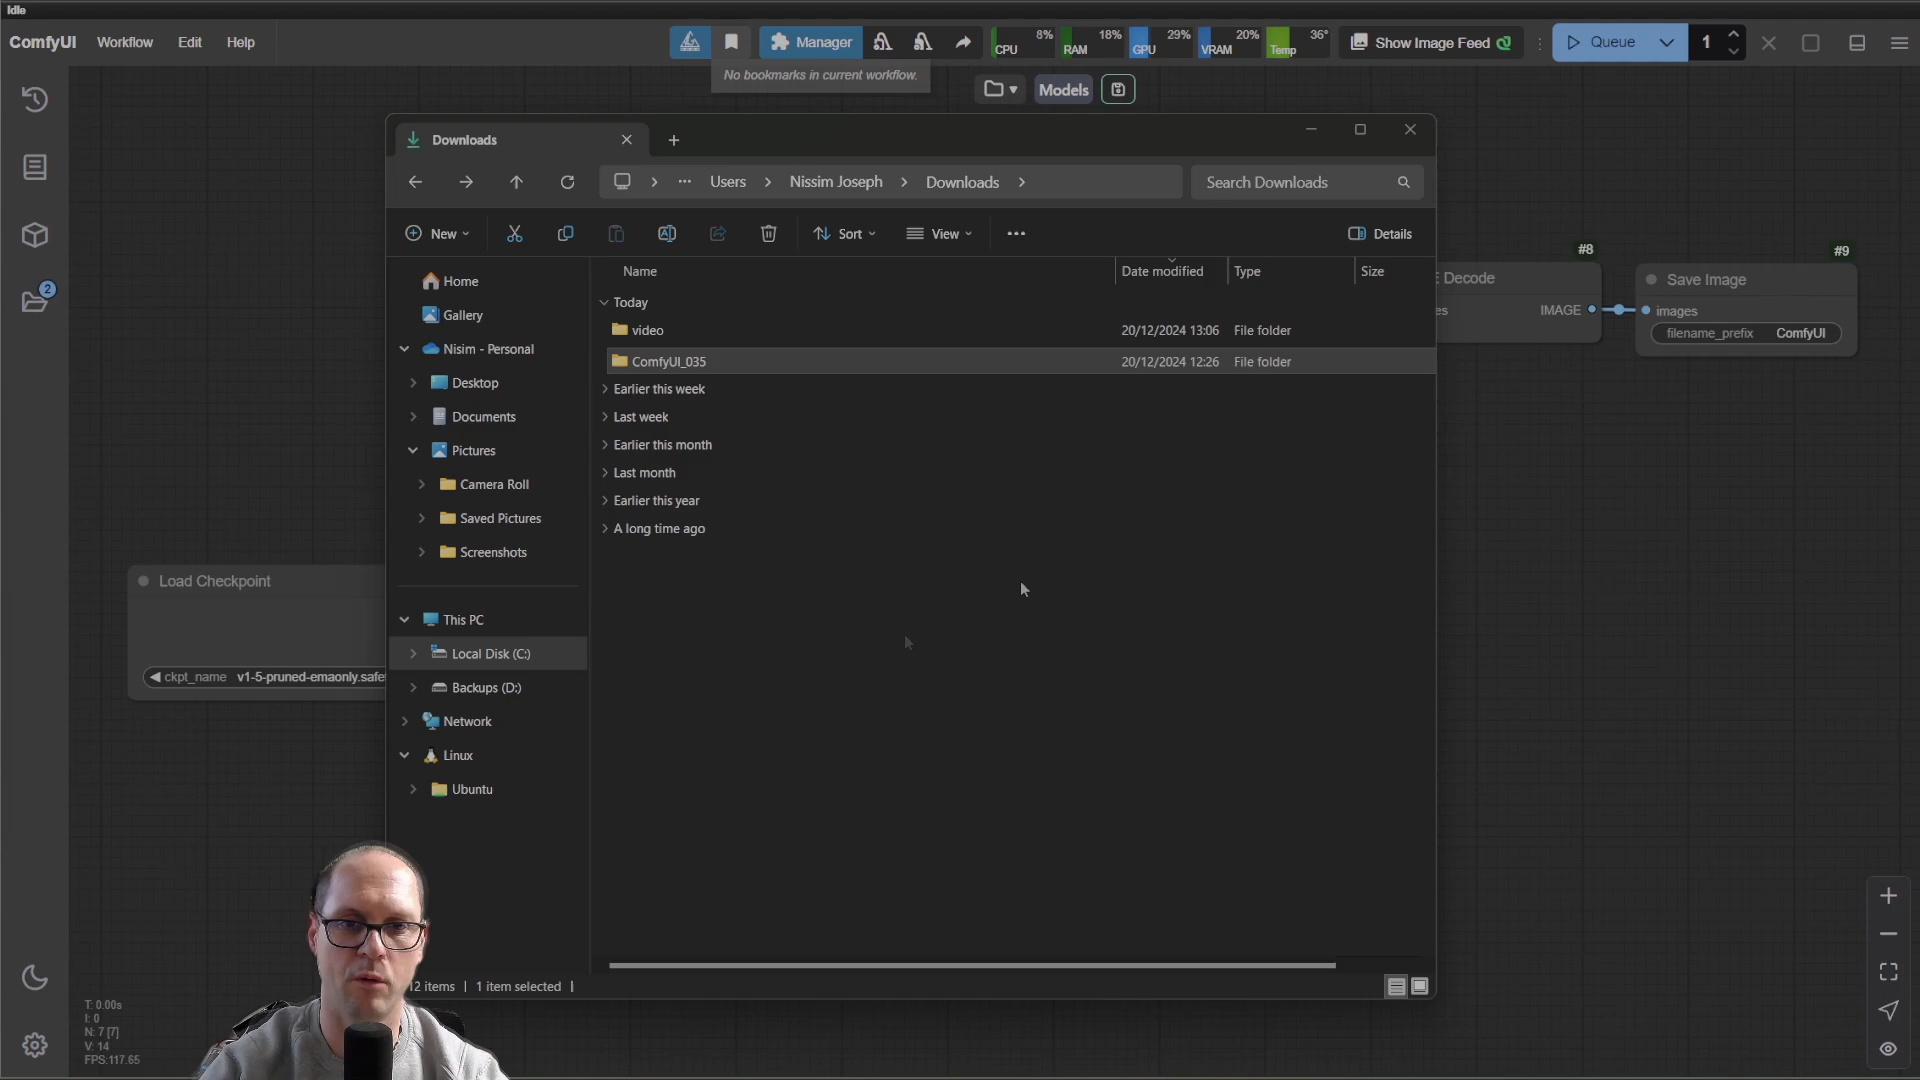 Idle
ComfyUI Workflow Edit Help Manager CPU 8% RAM 18% GPU 29% VRAM 20% Temp 36° Show Image Feed Queue 1
No bookmarks in current workflow.
Models
Downloads
Users Nissim Joseph Downloads Search Downloads
New Sort View Details
Name Date modified Type Size
Today
video 20/12/2024 13:06 File folder
ComfyUI_035 20/12/2024 12:26 File folder
Earlier this week
Last week
Earlier this month
Last month
Earlier this year
A long time ago
Home
Gallery
Nisim - Personal
Desktop
Documents
Pictures
Camera Roll
Saved Pictures
Screenshots
This PC
Local Disk (C:)
Backups (D:)
Network
Linux
Ubuntu
2 items 1 item selected
2
Load Checkpoint
ckpt_name v1-5-pruned-emaonly.safe
#8
E Decode
es IMAGE
#9
Save Image
images
filename_prefix ComfyUI
T: 0.00s
I: 0
N: 7 [7]
V: 14
FPS:117.65